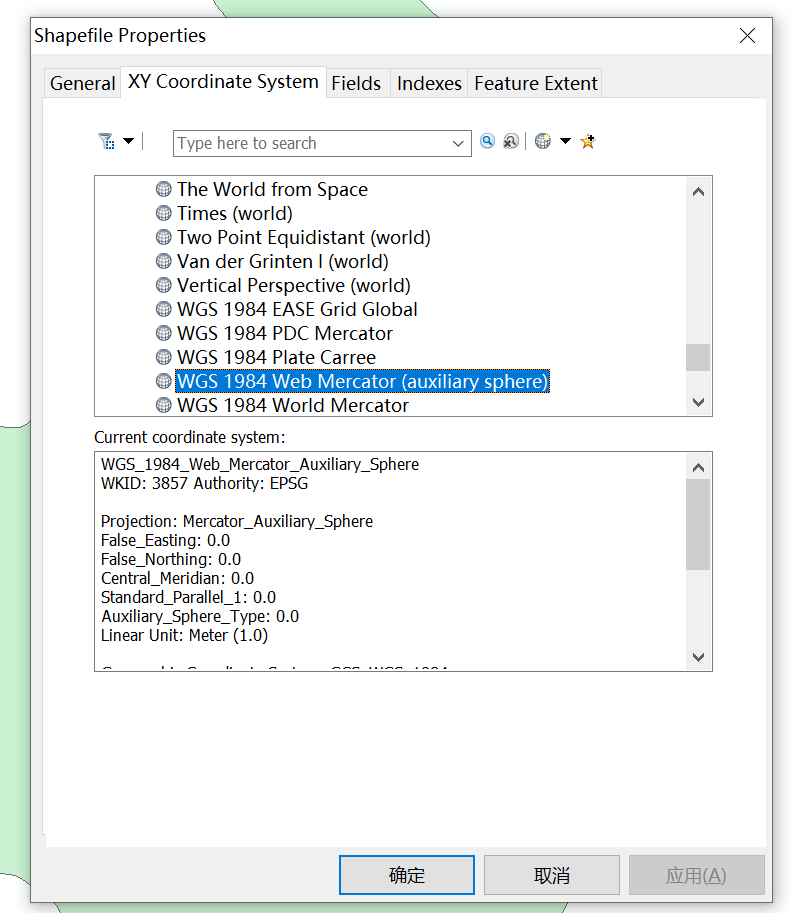 Shapefile Properties
General XY Coordinate System Fields Indexes Feature Extent
Type here to search
The World from Space
Times (world)
Two Point Equidistant (world)
Van der Grinten I (world)
Vertical Perspective (world)
WGS 1984 EASE Grid Global
WGS 1984 PDC Mercator
WGS 1984 Plate Carree
WGS 1984 Web Mercator (auxiliary sphere)
WGS 1984 World Mercator
Current coordinate system:
WGS_1984_Web_Mercator_Auxiliary_Sphere
WKID: 3857 Authority: EPSG
Projection: Mercator_Auxiliary_Sphere
False_Easting: 0.0
False_Northing: 0.0
Central_Meridian: 0.0
Standard_Parallel_1: 0.0
Auxiliary_Sphere_Type: 0.0
Linear Unit: Meter (1.0)
确定 取消 应用(A)